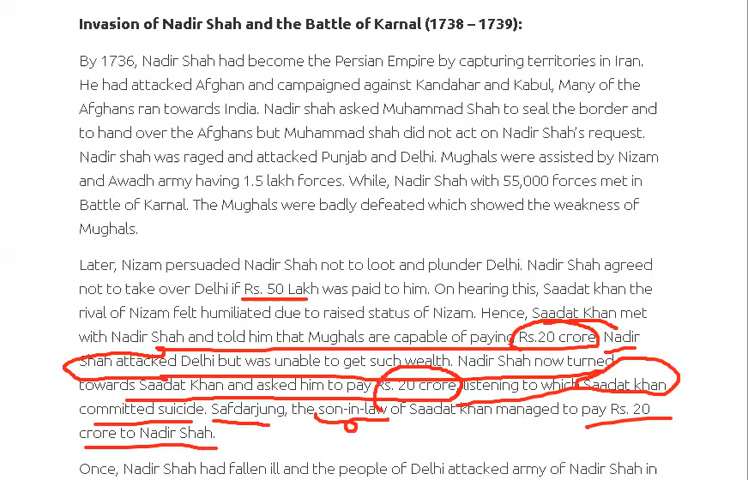 Invasion of Nadir Shah and the Battle of Karnal (1738 – 1739):
By 1736, Nadir Shah had become the Persian Empire by capturing territories in Iran.
He had attacked Afghan and campaigned against Kandahar and Kabul, Many of the
Afghans ran towards India. Nadir shah asked Muhammad Shah to seal the border and
to hand over the Afghans but Muhammad shah did not act on Nadir Shah's request.
Nadir shah was raged and attacked Punjab and Delhi. Mughals were assisted by Nizam
and Awadh army having 1.5 lakh forces. While, Nadir Shah with 55,000 forces met in
Battle of Karnal. The Mughals were badly defeated which showed the weakness of
Mughals.
Later, Nizam persuaded Nadir Shah not to loot and plunder Delhi. Nadir Shah agreed
not to take over Delhi if Rs. 50 Lakh was paid to him. On hearing this, Saadat khan the
rival of Nizam felt humiliated due to raised status of Nizam. Hence, Saadat Khan met
with Nadir Shah and told him that Mughals are capable of paying Rs.20 crore. Nadir
Shah attacked Delhi but was unable to get such wealth. Nadir Shah now turned
towards Saadat Khan and asked him to pay Rs. 20 crore listening to which Saadat khan
committed suicide. Safdarjung, the son-in-law of Saadat khan managed to pay Rs. 20
crore to Nadir Shah.
Once, Nadir Shah had fallen ill and the people of Delhi attacked army of Nadir Shah in